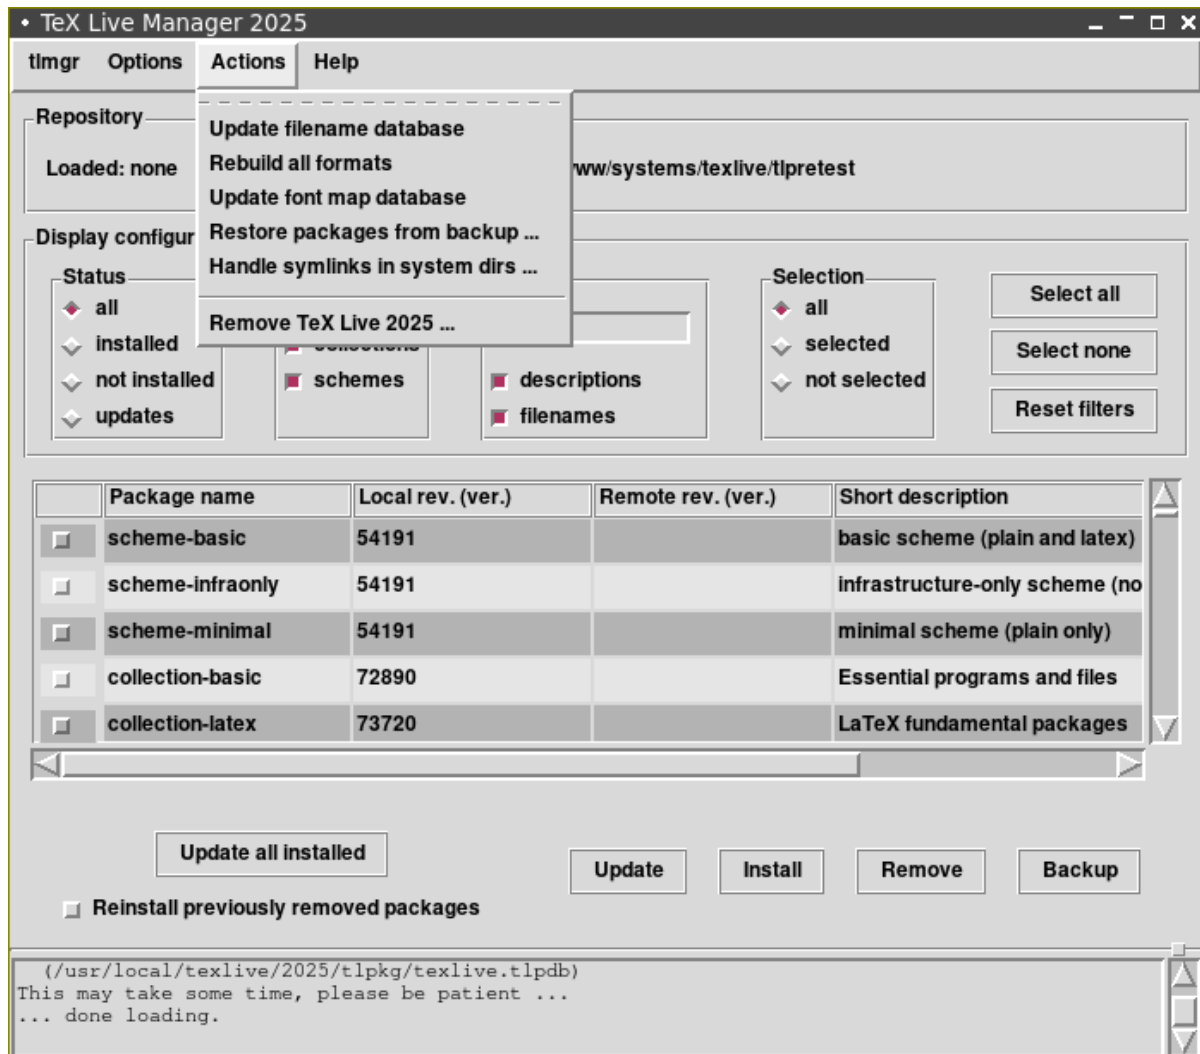 • TeX Live Manager 2025
tlmgr Options Actions Help
Update filename database
Rebuild all formats
Update font map database
Restore packages from backup ...
Handle symlinks in system dirs ...
Remove TeX Live 2025 ...
Repository
Loaded: none
/systems/texlive/tlpretest
Display
Status
all
installed
not installed
updates
schemes
descriptions
filenames
Selection
all
selected
not selected
Select all
Select none
Reset filters
Package name Local rev. (ver.) Remote rev. (ver.) Short description
scheme-basic 54191 basic scheme (plain and latex)
scheme-infraonly 54191 infrastructure-only scheme (no
scheme-minimal 54191 minimal scheme (plain only)
collection-basic 72890 Essential programs and files
collection-latex 73720 LaTeX fundamental packages
Update all installed
Update Install Remove Backup
Reinstall previously removed packages
(/usr/local/texlive/2025/tlpkg/texlive.tlpdb)
This may take some time, please be patient ...
... done loading.